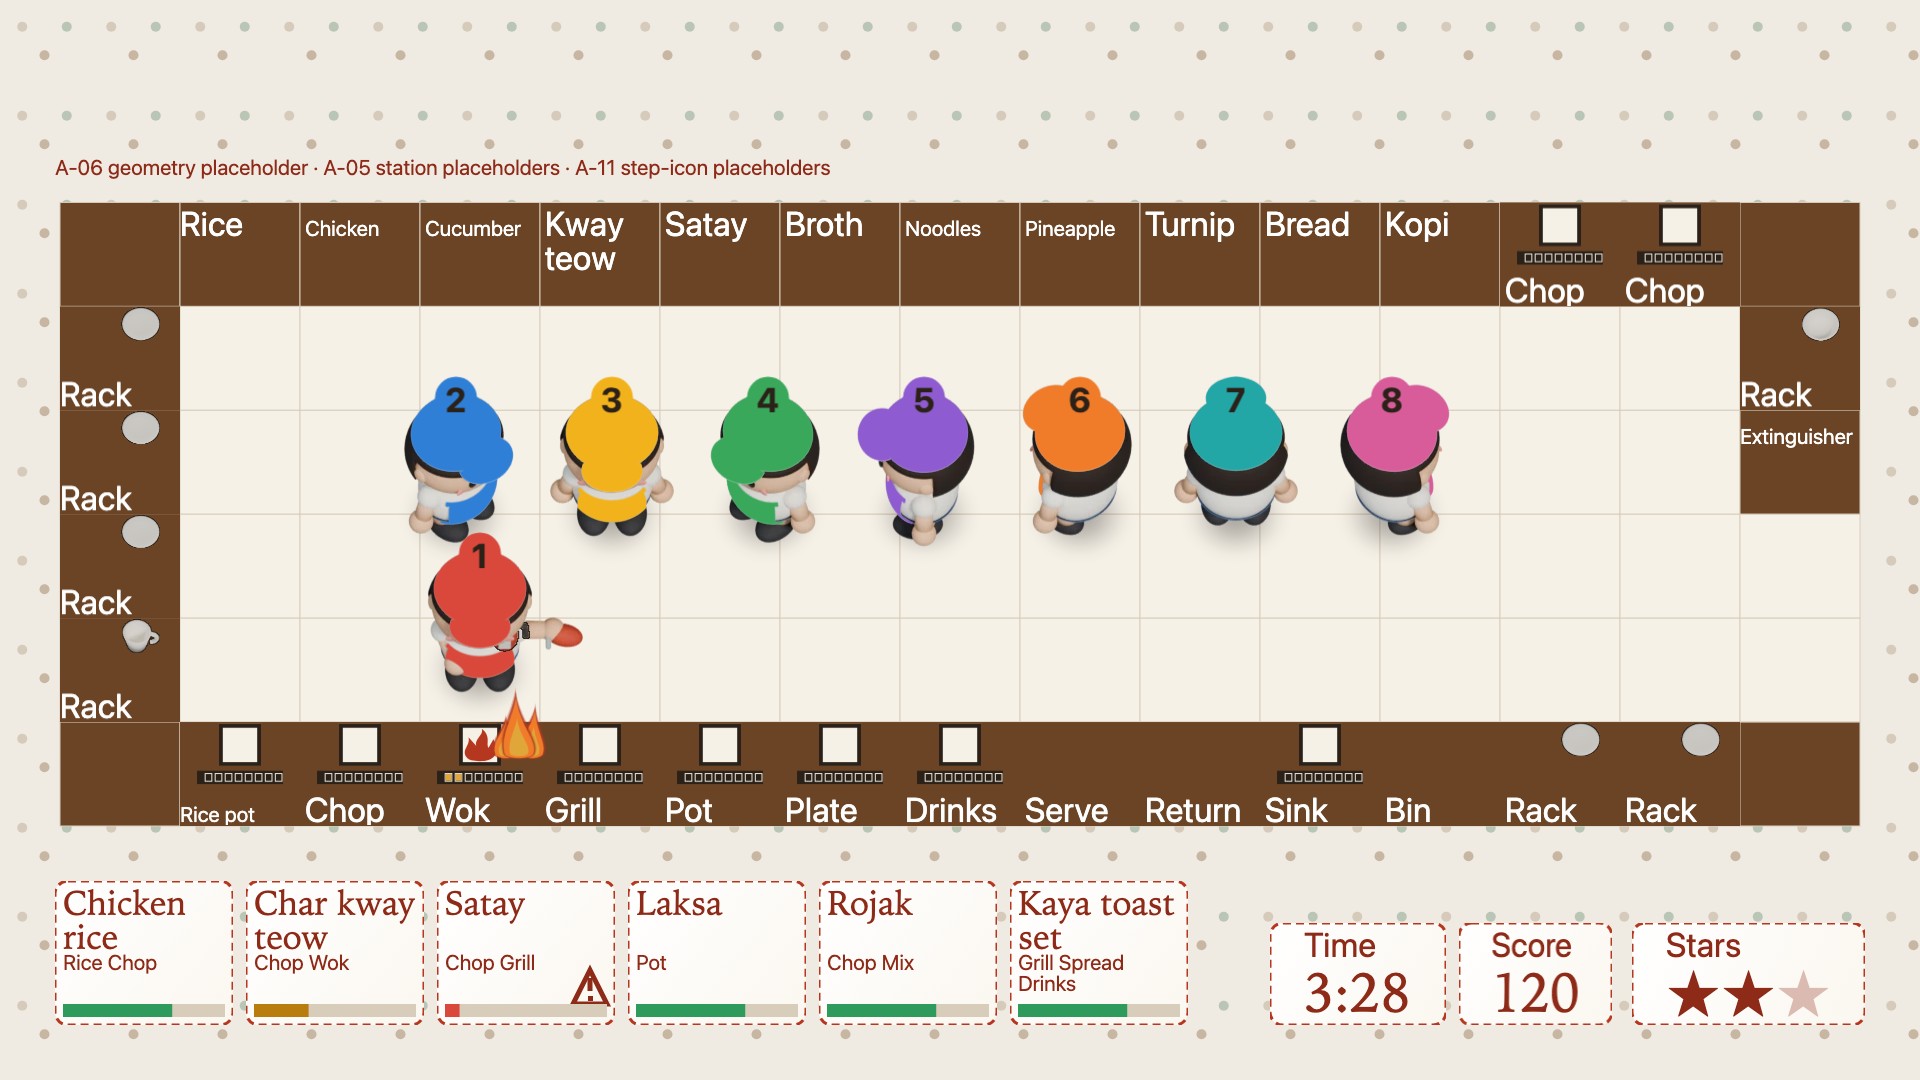 A-06 geometry placeholder · A-05 station placeholders · A-11 step-icon placeholders
Rice
Chicken
Cucumber
Kway
teow
Satay
Broth
Noodles
Pineapple
Turnip
Bread
Kopi
Chop
Chop
Rack
Rack
Extinguisher
Rack
Rack
Rack
2
3
4
5
6
7
8
1
Rice pot
Chop
Wok
Grill
Pot
Plate
Drinks
Serve
Return
Sink
Bin
Rack
Rack
Chicken
rice
Rice Chop
Char kway
teow
Chop Wok
Satay
Chop Grill
Laksa
Pot
Rojak
Chop Mix
Kaya toast
set
Grill Spread
Drinks
Time
3:28
Score
120
Stars